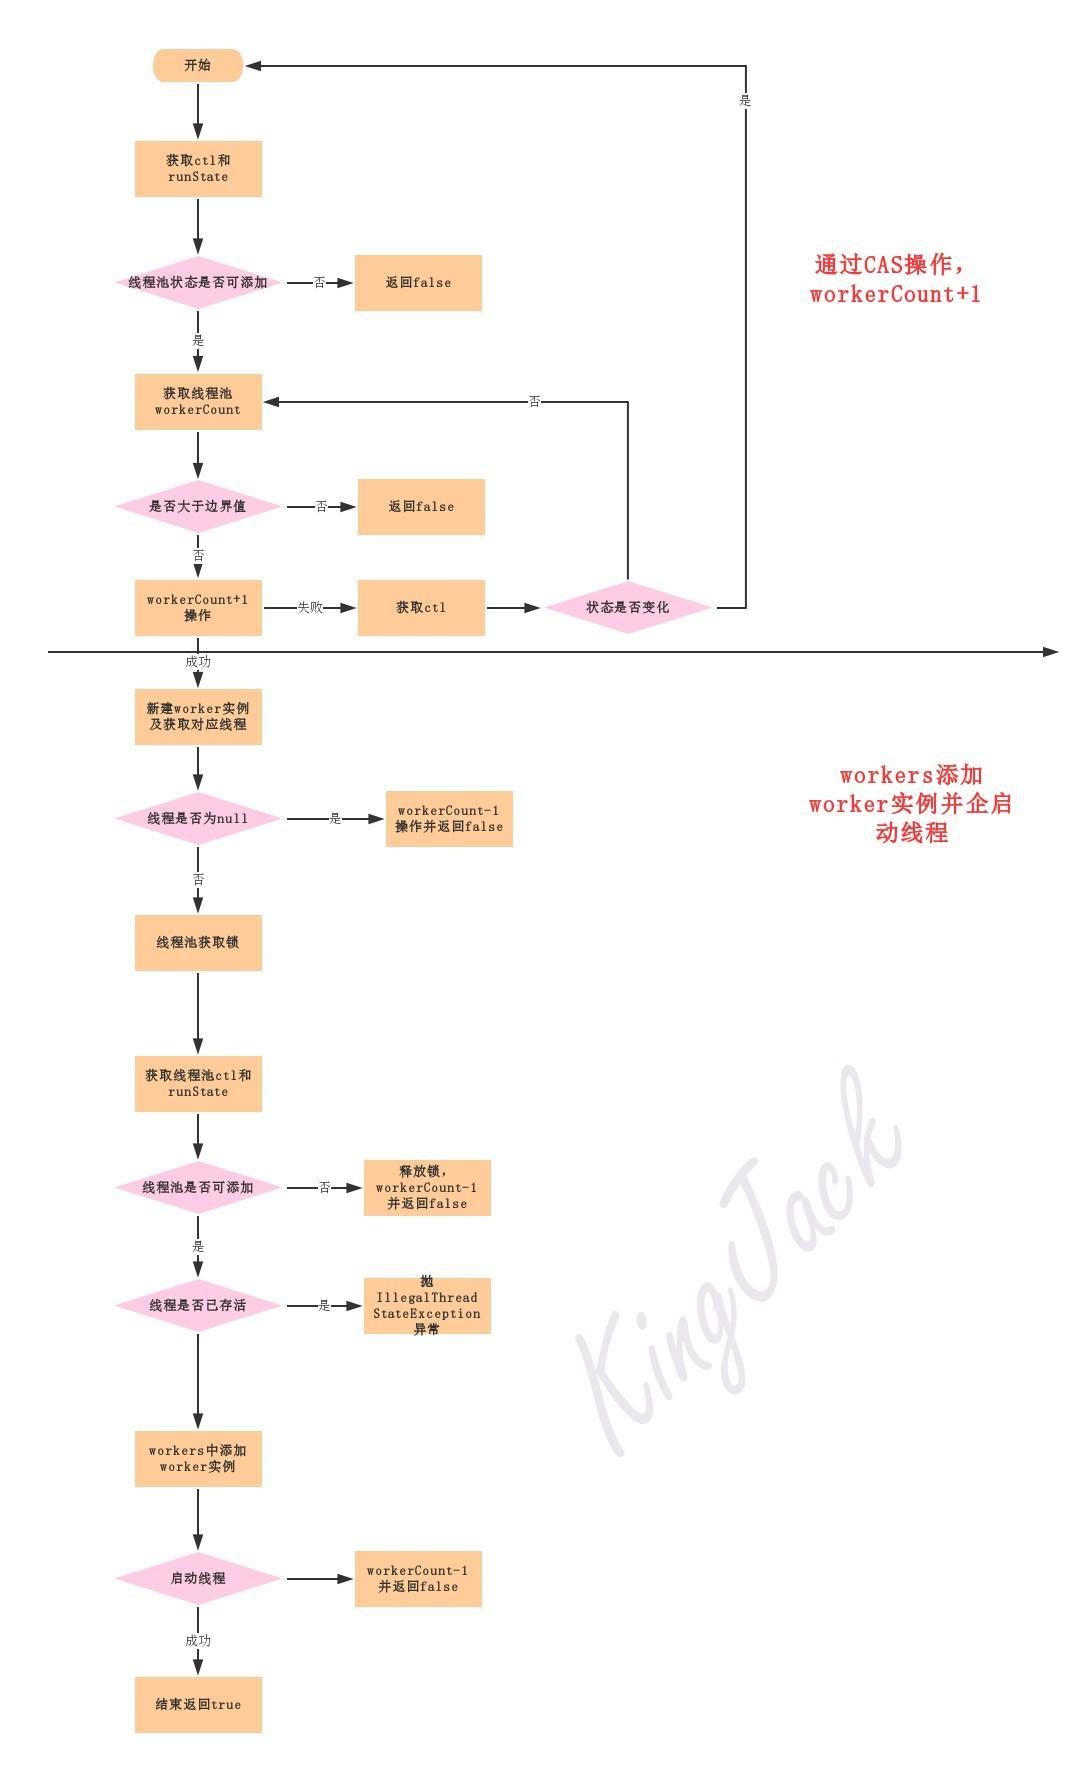 开始
是
获取ctl和
runState
通过CAS操作，
workerCount+1
线程池状态是否可添加
否
返回false
是
获取线程池
workerCount
否
是否大于边界值
否
返回false
否
workerCount+1
操作
失败
获取ctl
状态是否变化
成功
新建worker实例
及获取对应线程
workers添加
worker实例并企启
动线程
线程是否为null
是
workerCount-1
操作并返回false
否
线程池获取锁
获取线程池ctl和
runState
线程池是否可添加
否
释放锁，
workerCount-1
并返回false
是
线程是否已存活
是
抛
IllegalThread
StateException
异常
workers中添加
worker实例
启动线程
workerCount-1
并返回false
成功
结束返回true
KingJack